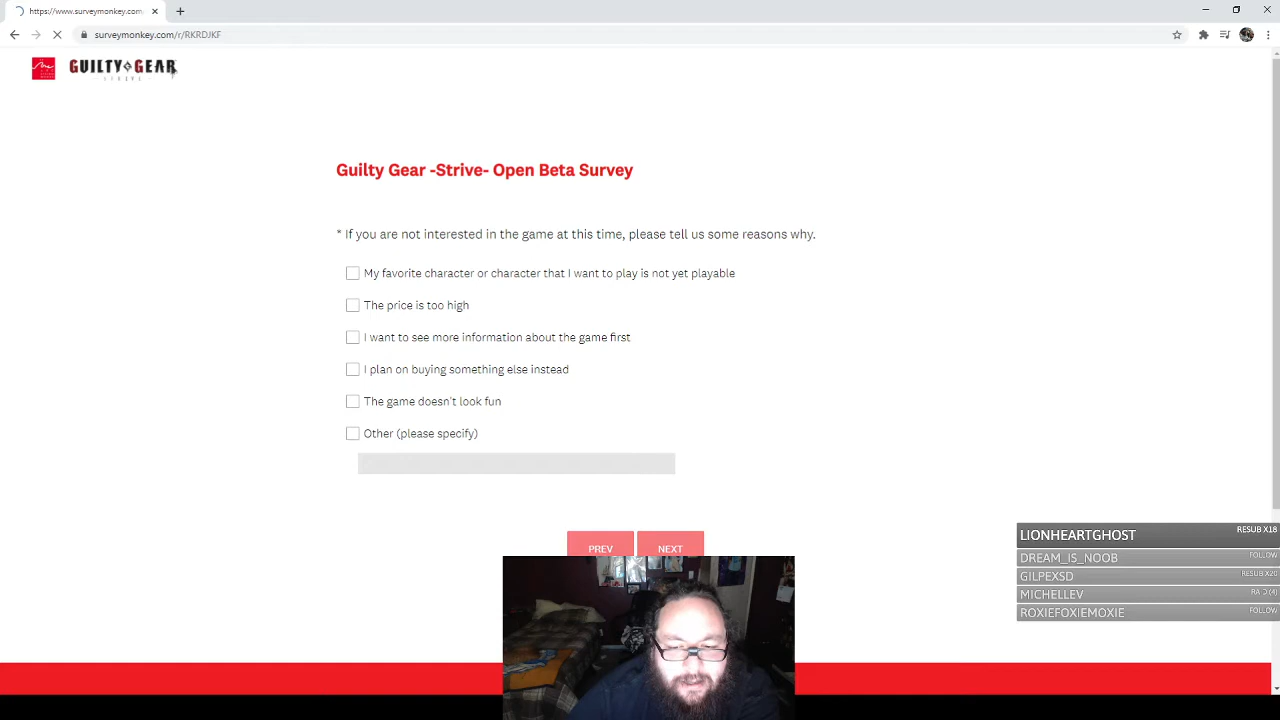 https://www.surveymonkey.com
surveymonkey.com/r/RKRDJKF
GUILTY GEAR
STRIVE
Guilty Gear -Strive- Open Beta Survey
* If you are not interested in the game at this time, please tell us some reasons why.
My favorite character or character that I want to play is not yet playable
The price is too high
I want to see more information about the game first
I plan on buying something else instead
The game doesn't look fun
Other (please specify)
PREV NEXT
LIONHEARTGHOST RESUB X18
DREAM_IS_NOOB FOLLOW
GILPEXSD RESUB X20
MICHELLEV
ROXIEFOXIEMOXIE FOLLOW